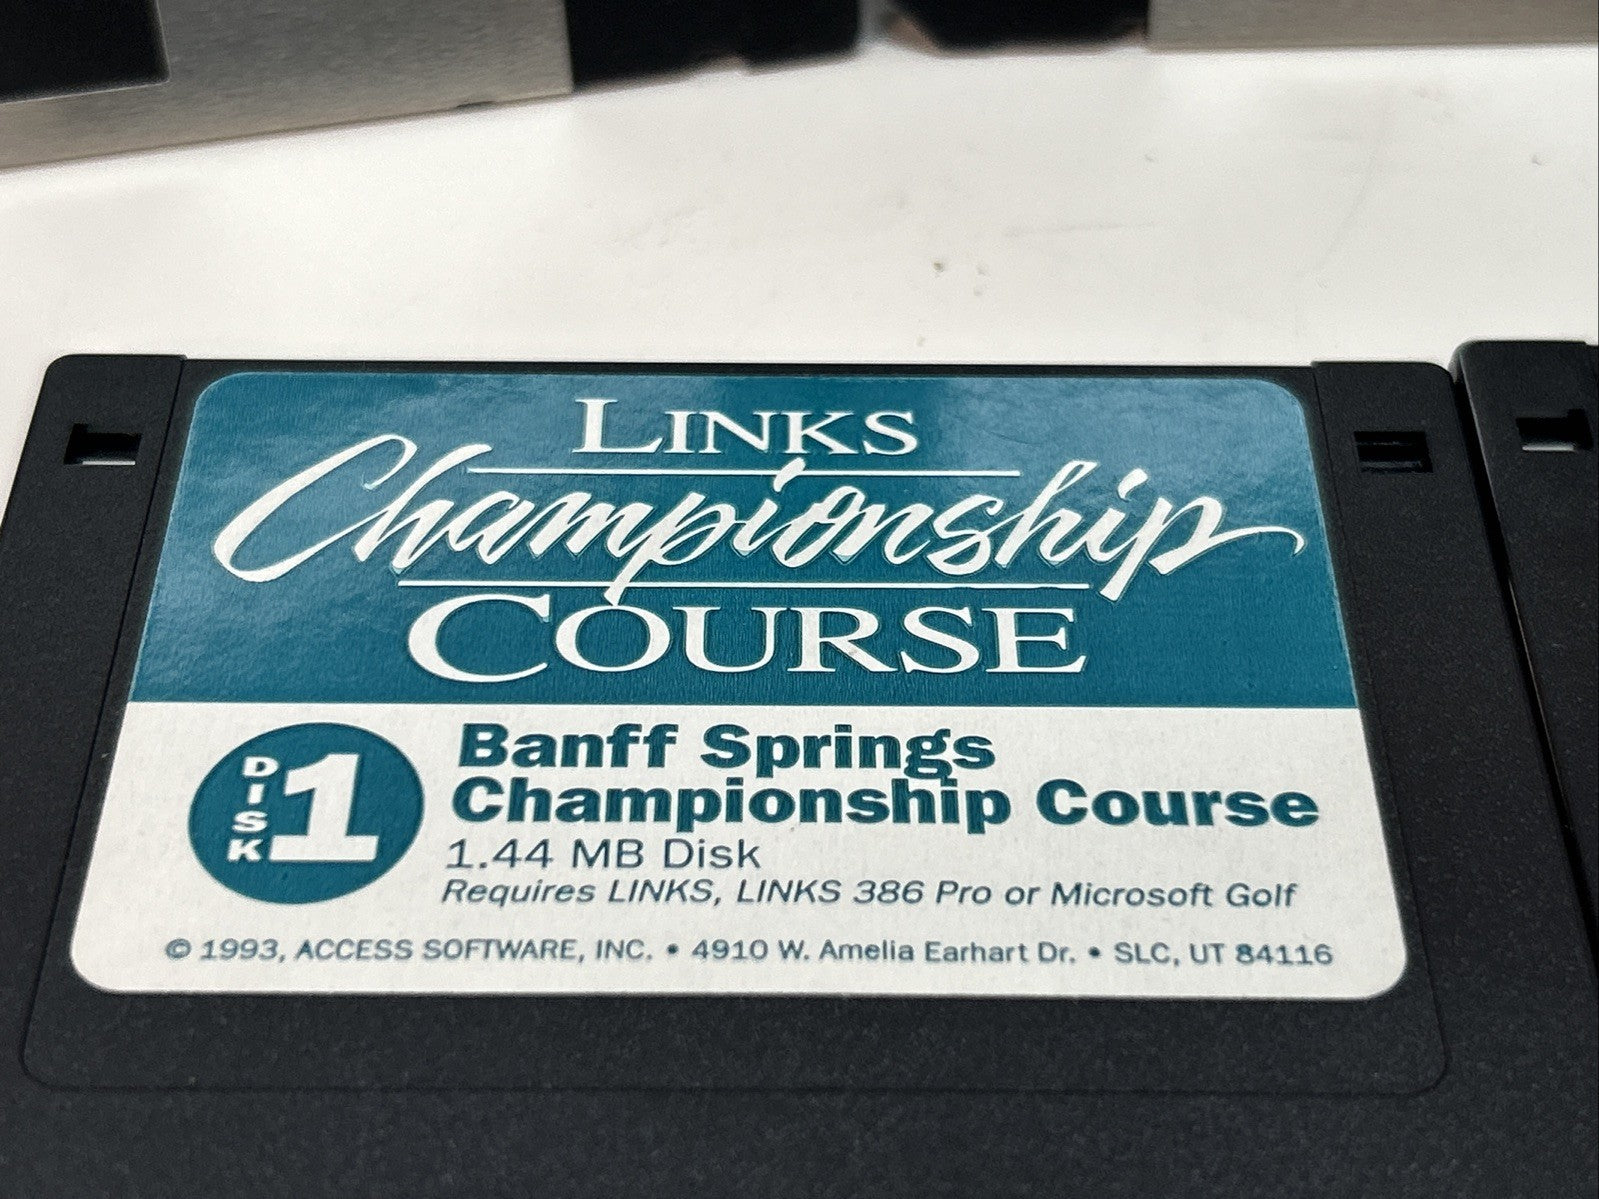 LINKS
Championship
COURSE
DISK 1
Banff Springs
Championship Course
1.44 MB Disk
Requires LINKS, LINKS 386 Pro or Microsoft Golf
© 1993, ACCESS SOFTWARE, INC. • 4910 W. Amelia Earhart Dr. • SLC, UT 84116